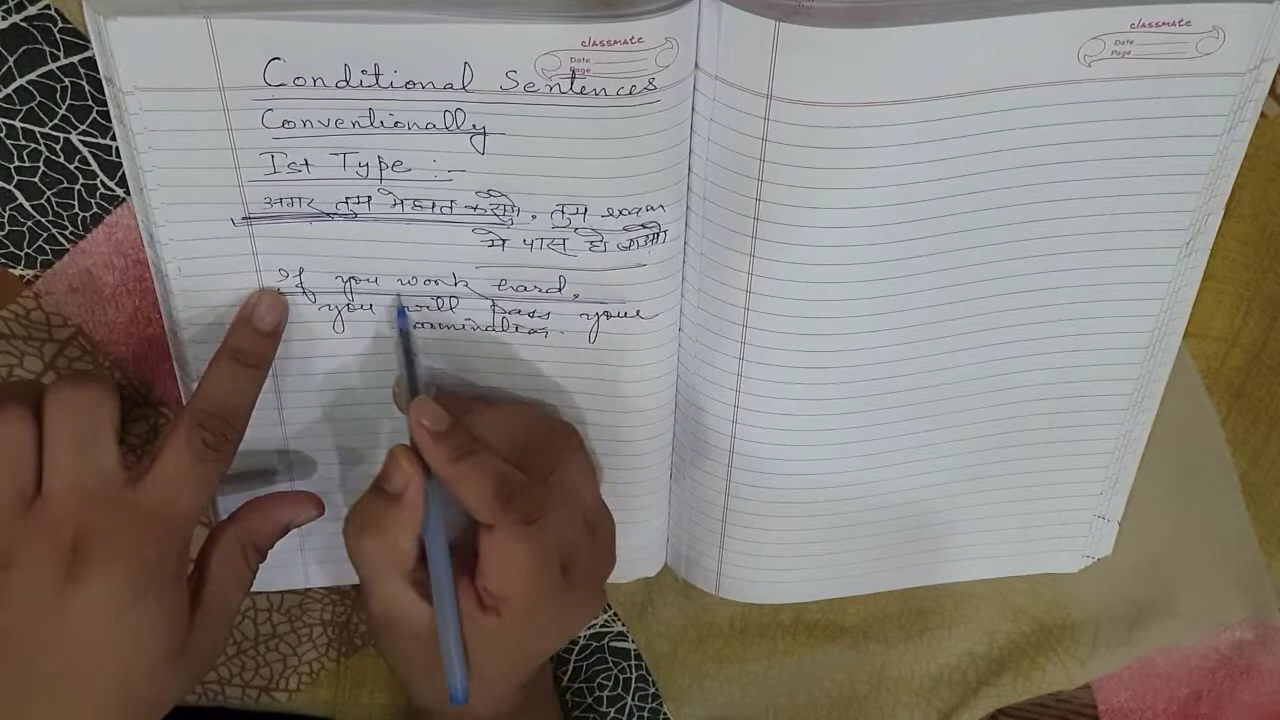 classmate
Date
Page
Conditional Sentences
Conventionally
Ist Type :-
अगर तुम मेहनत करोगे, तुम exam
में पास हो जाओगे
If you work hard,
you will pass your
classmate
Date
Page